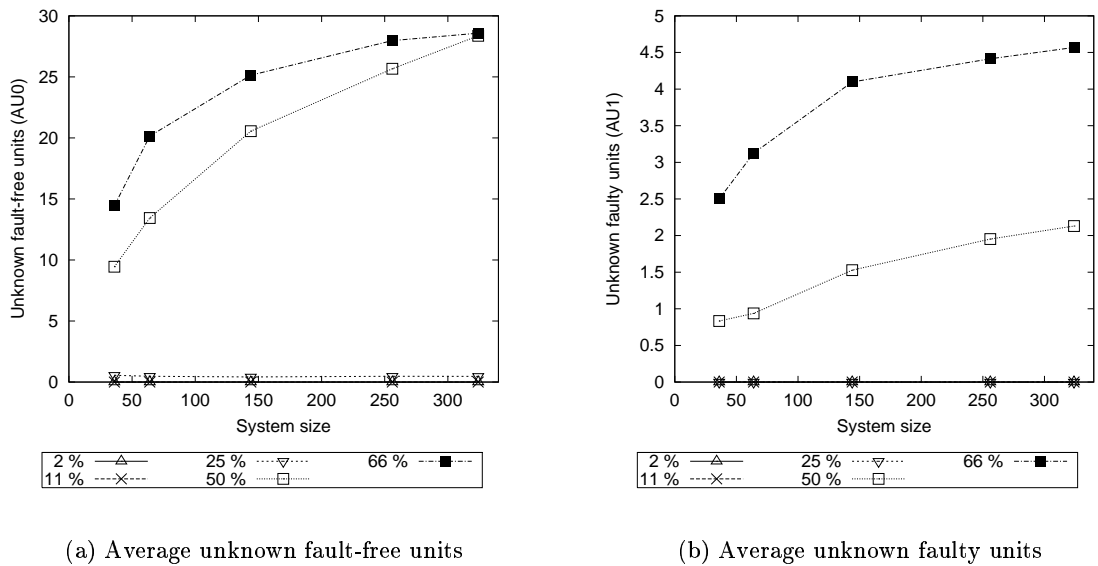 30
25
20
15
10
5
0
Unknown fault-free units (AU0)
0 50 100 150 200 250 300
System size
2 % 25 % 66 %
11 % 50 %
(a) Average unknown fault-free units
5
4.5
4
3.5
3
2.5
2
1.5
1
0.5
0
Unknown faulty units (AU1)
0 50 100 150 200 250 300
System size
2 % 25 % 66 %
11 % 50 %
(b) Average unknown faulty units